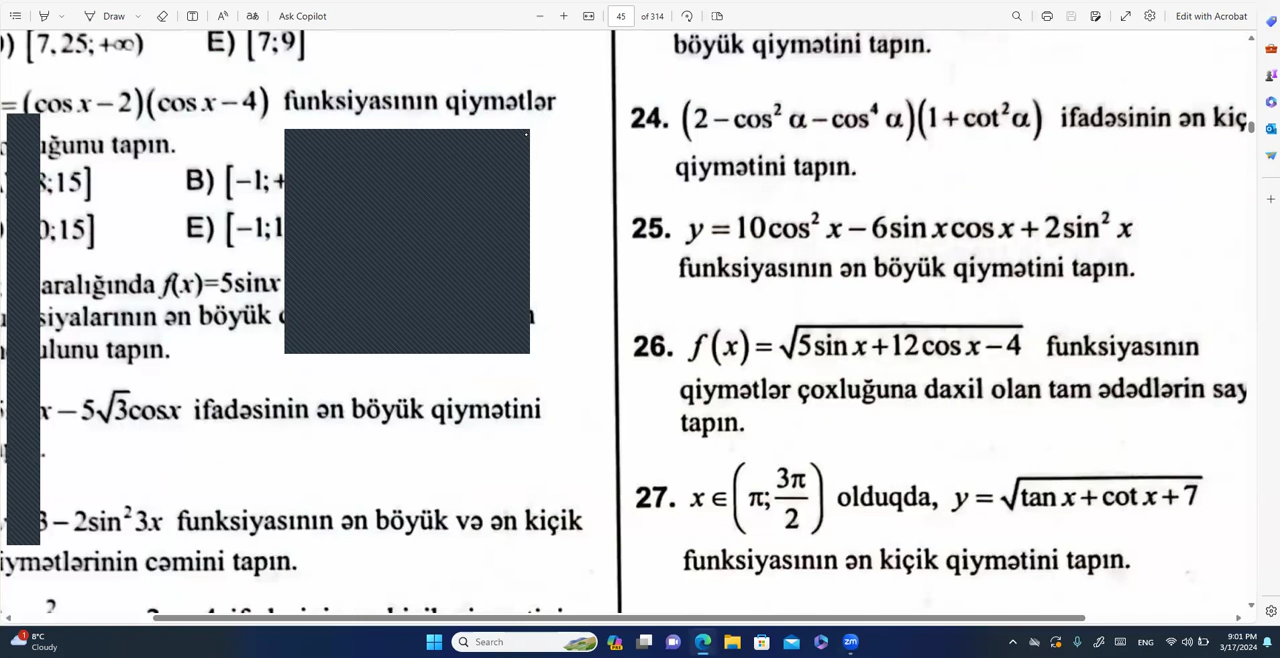 Draw
Ask Copilot
45 of 314
Edit with Acrobat
) [7,25;+∞) E) [7;9]
=(cos x−2)(cos x−4) funksiyasının qiymətlər
ığunu tapın.
;15] B) [−1;+
;15] E) [−1;1
aralığında f(x)=5sinx
siyalarının ən böyük
ulunu tapın.
x−5√3cosx ifadəsinin ən böyük qiymətini
.
3−2sin²3x funksiyasının ən böyük və ən kiçik
iymətlərinin cəmini tapın.
böyük qiymətini tapın.
24. (2−cos² α−cos⁴ α)(1+cot²α) ifadəsinin ən kiç
qiymətini tapın.
25. y=10cos² x−6sin x cos x+2sin² x
funksiyasının ən böyük qiymətini tapın.
26. f(x)=√(5sin x+12cos x−4) funksiyasının
qiymətlər çoxluğuna daxil olan tam ədədlərin say
tapın.
27. x∈(π; 3π/2) olduqda, y=√(tan x+cot x+7)
funksiyasının ən kiçik qiymətini tapın.
8°C
Cloudy
Search
ENG
9:01 PM
3/17/2024